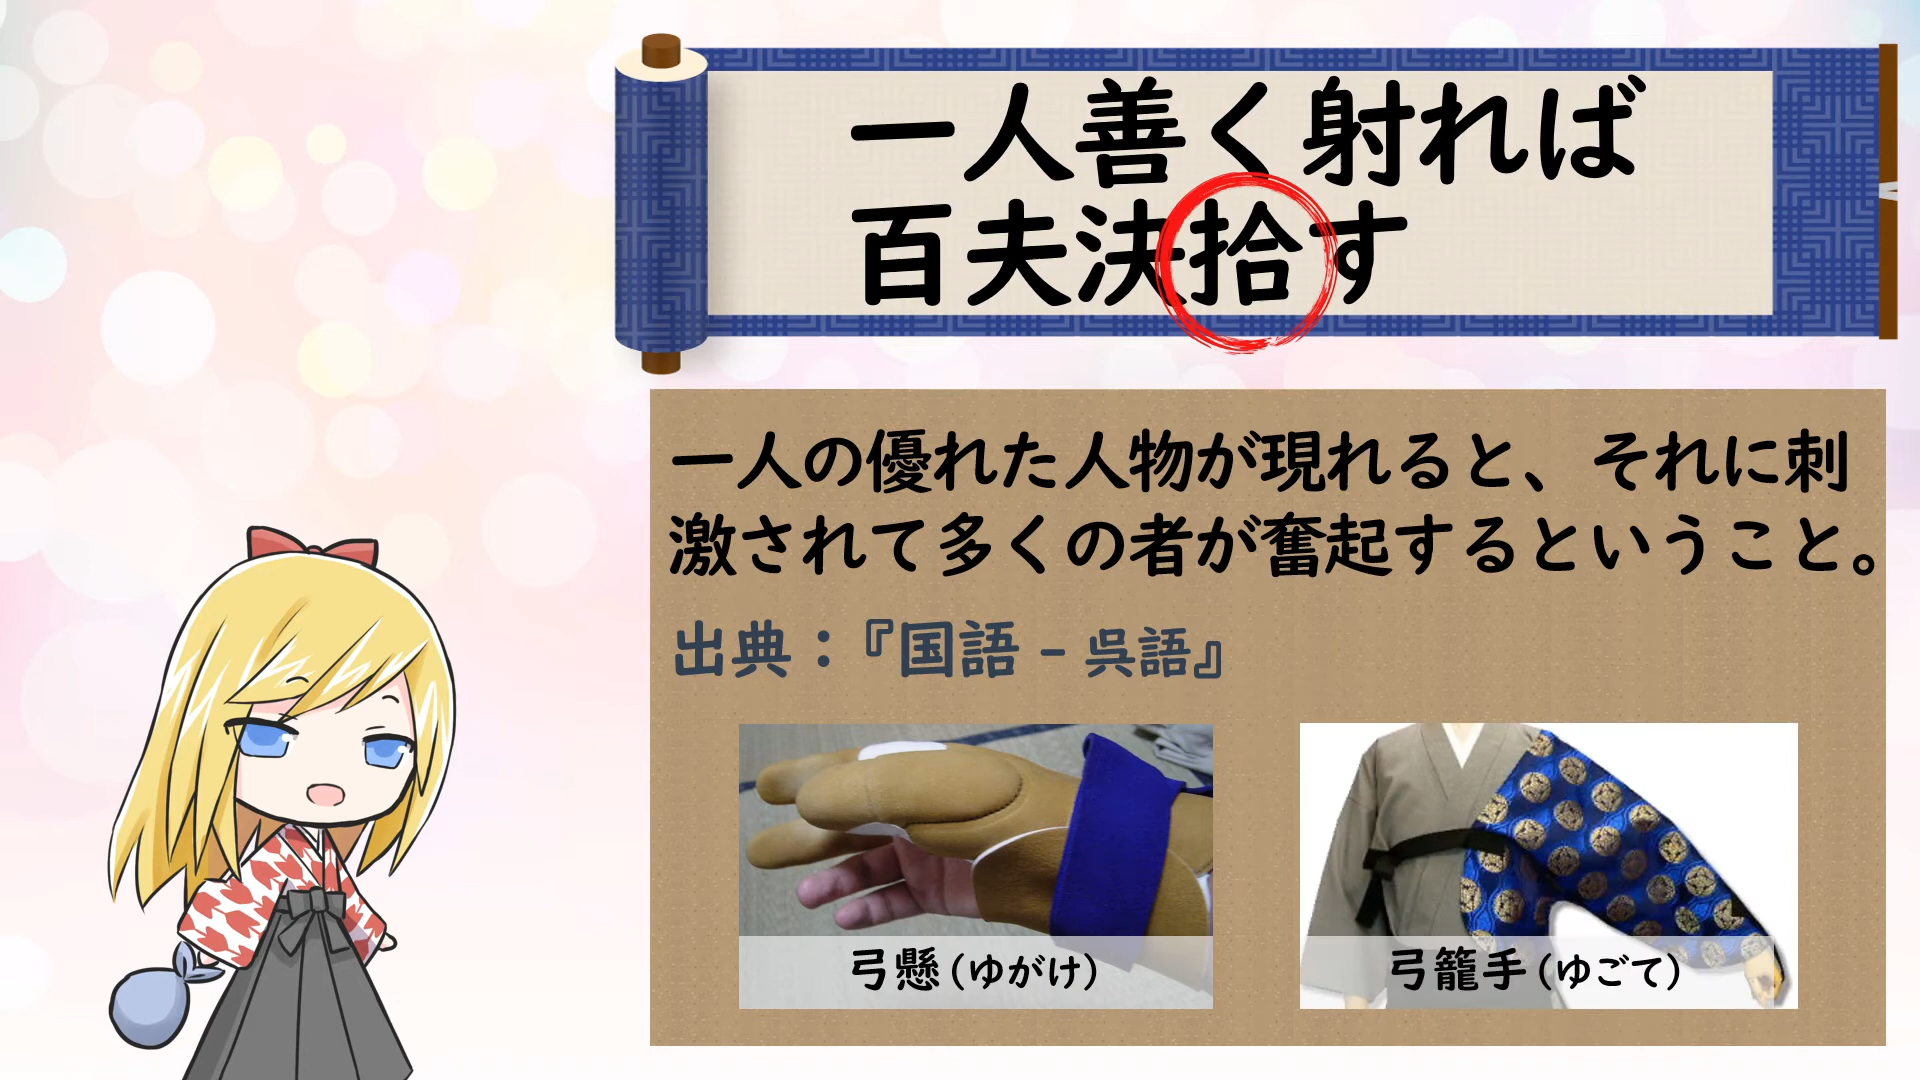 一人善く射れば
百夫決拾す
一人の優れた人物が現れると、それに刺
激されて多くの者が奮起するということ。
出典：『国語 – 呉語』
弓懸(ゆがけ)
弓籠手(ゆごて)